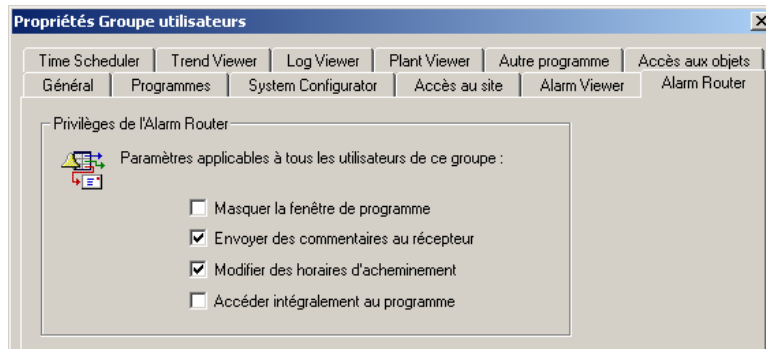 Propriétés Groupe utilisateurs
Time Scheduler Trend Viewer Log Viewer Plant Viewer Autre programme Accès aux objets
Général Programmes System Configurator Accès au site Alarm Viewer Alarm Router
Privilèges de l'Alarm Router
Paramètres applicables à tous les utilisateurs de ce groupe :
Masquer la fenêtre de programme
Envoyer des commentaires au récepteur
Modifier des horaires d'acheminement
Accéder intégralement au programme